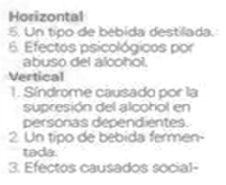 Horizontal
5. Un tipo de bebida destilada.
6. Efectos psicológicos por
abuso del alcohol.
Vertical
1. Síndrome causado por la
supresión del alcohol en
personas dependientes.
2. Un tipo de bebida fermen-
tada.
3. Efectos causados social-